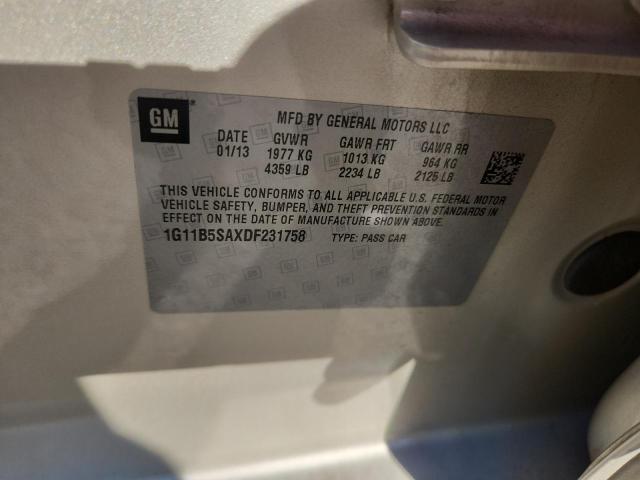 GM
MFD BY GENERAL MOTORS LLC
DATE GVWR GAWR FRT GAWR RR
01/13 1977 KG 1013 KG 964 KG
4359 LB 2234 LB 2125 LB
THIS VEHICLE CONFORMS TO ALL APPLICABLE U.S. FEDERAL MOTOR
VEHICLE SAFETY, BUMPER, AND THEFT PREVENTION STANDARDS IN
EFFECT ON THE DATE OF MANUFACTURE SHOWN ABOVE.
1G11B5SAXDF231758 TYPE: PASS CAR